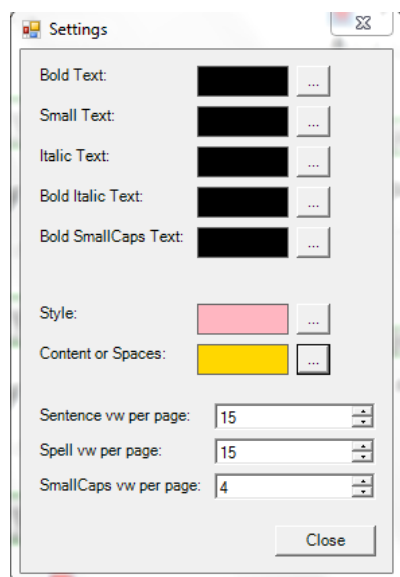 Settings
Bold Text: ...
Small Text: ...
Italic Text: ...
Bold Italic Text: ...
Bold SmallCaps Text: ...
Style: ...
Content or Spaces: ...
Sentence vw per page: 15
Spell vw per page: 15
SmallCaps vw per page: 4
Close